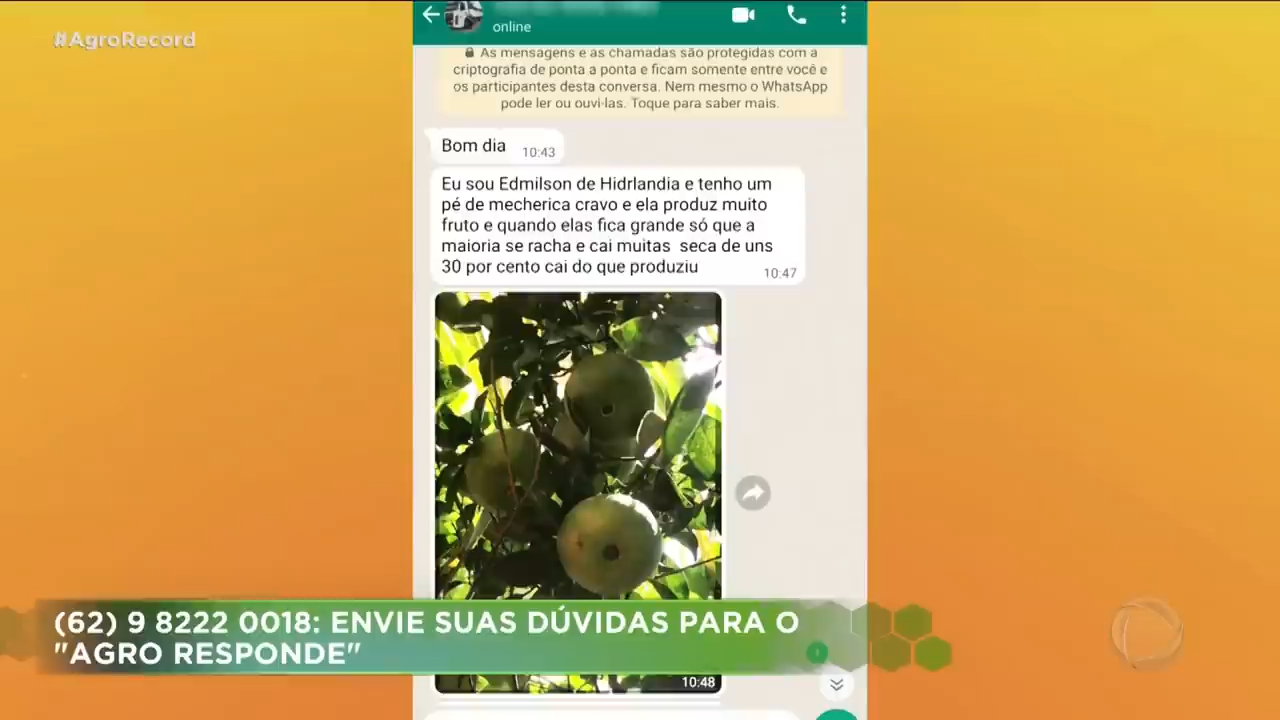 #AgroRecord
online
As mensagens e as chamadas são protegidas com a
criptografia de ponta a ponta e ficam somente entre você e
os participantes desta conversa. Nem mesmo o WhatsApp
pode ler ou ouvi-las. Toque para saber mais.
Bom dia 10:43
Eu sou Edmilson de Hidrlandia e tenho um
pé de mecherica cravo e ela produz muito
fruto e quando elas fica grande só que a
maioria se racha e cai muitas seca de uns
30 por cento cai do que produziu 10:47
(62) 9 8222 0018: ENVIE SUAS DÚVIDAS PARA O
"AGRO RESPONDE"
10:48